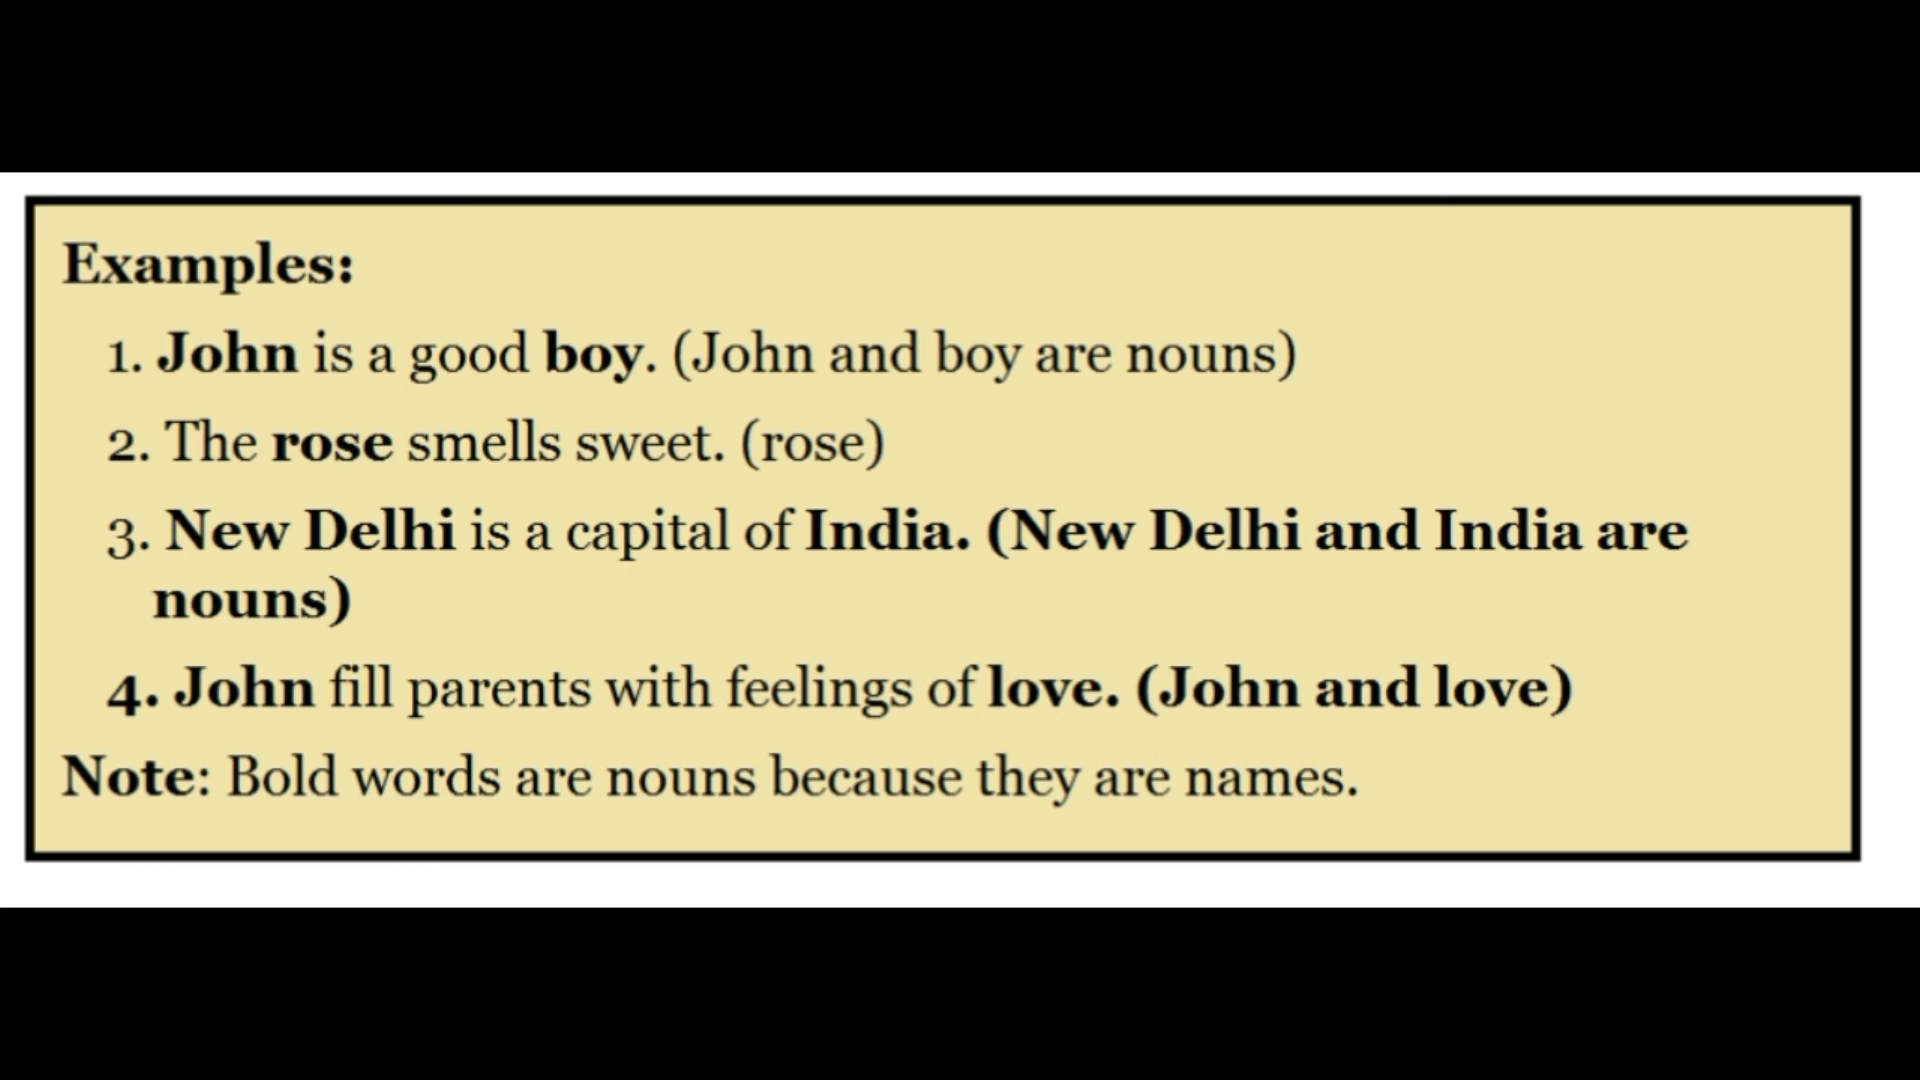 Examples:
1. John is a good boy. (John and boy are nouns)
2. The rose smells sweet. (rose)
3. New Delhi is a capital of India. (New Delhi and India are
nouns)
4. John fill parents with feelings of love. (John and love)
Note: Bold words are nouns because they are names.